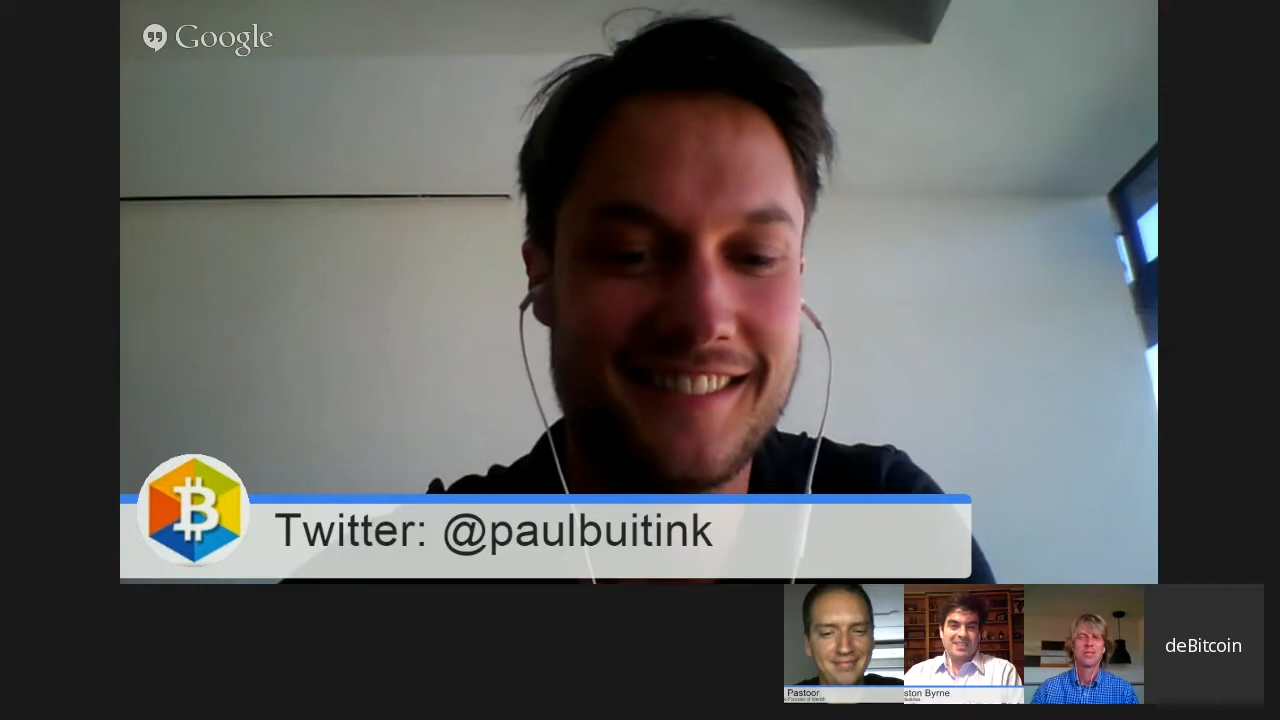 Google
Twitter: @paulbuitink
deBitcoin
Pastoor
ston Byrne